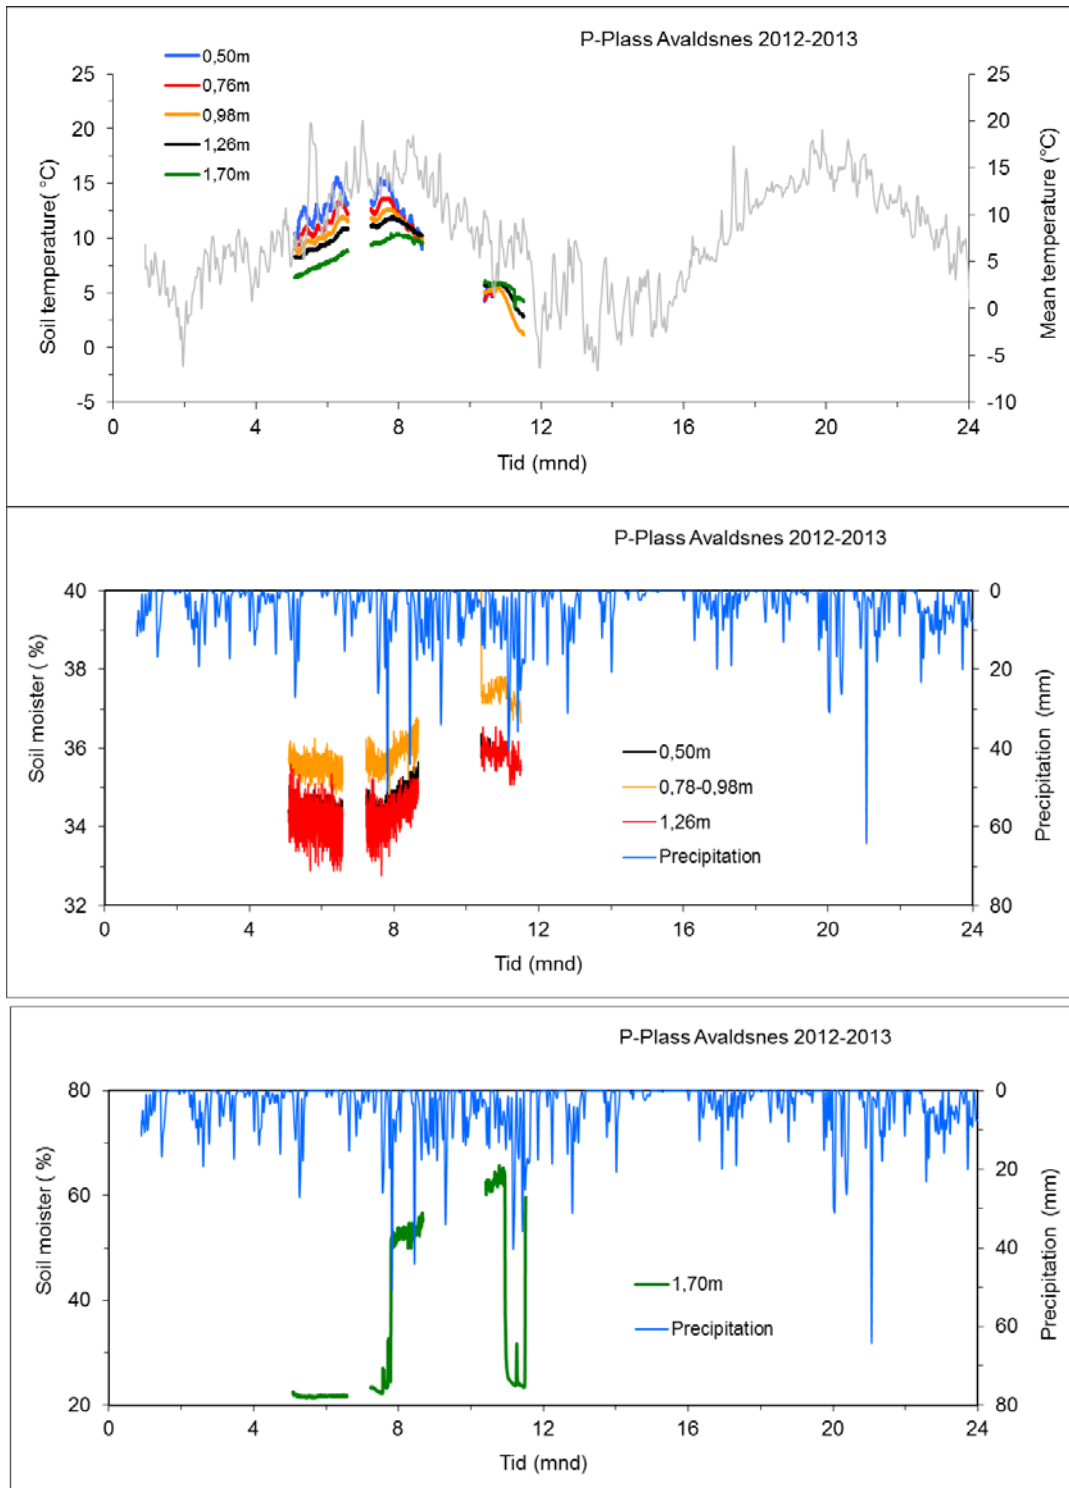 P-Plass Avaldsnes 2012-2013
0,50m
0,76m
0,98m
1,26m
1,70m
Soil temperature( °C)
25
20
15
10
5
0
-5
Mean temperature (°C)
25
20
15
10
5
0
-5
-10
0 4 8 12 16 20 24
Tid (mnd)
P-Plass Avaldsnes 2012-2013
Soil moister ( %)
40
38
36
34
32
0
20
40
60
80
Precipitation (mm)
0,50m
0,78-0,98m
1,26m
Precipitation
0 4 8 12 16 20 24
Tid (mnd)
P-Plass Avaldsnes 2012-2013
Soil moister ( %)
80
60
40
20
0
20
40
60
80
Precipitation (mm)
1,70m
Precipitation
0 4 8 12 16 20 24
Tid (mnd)